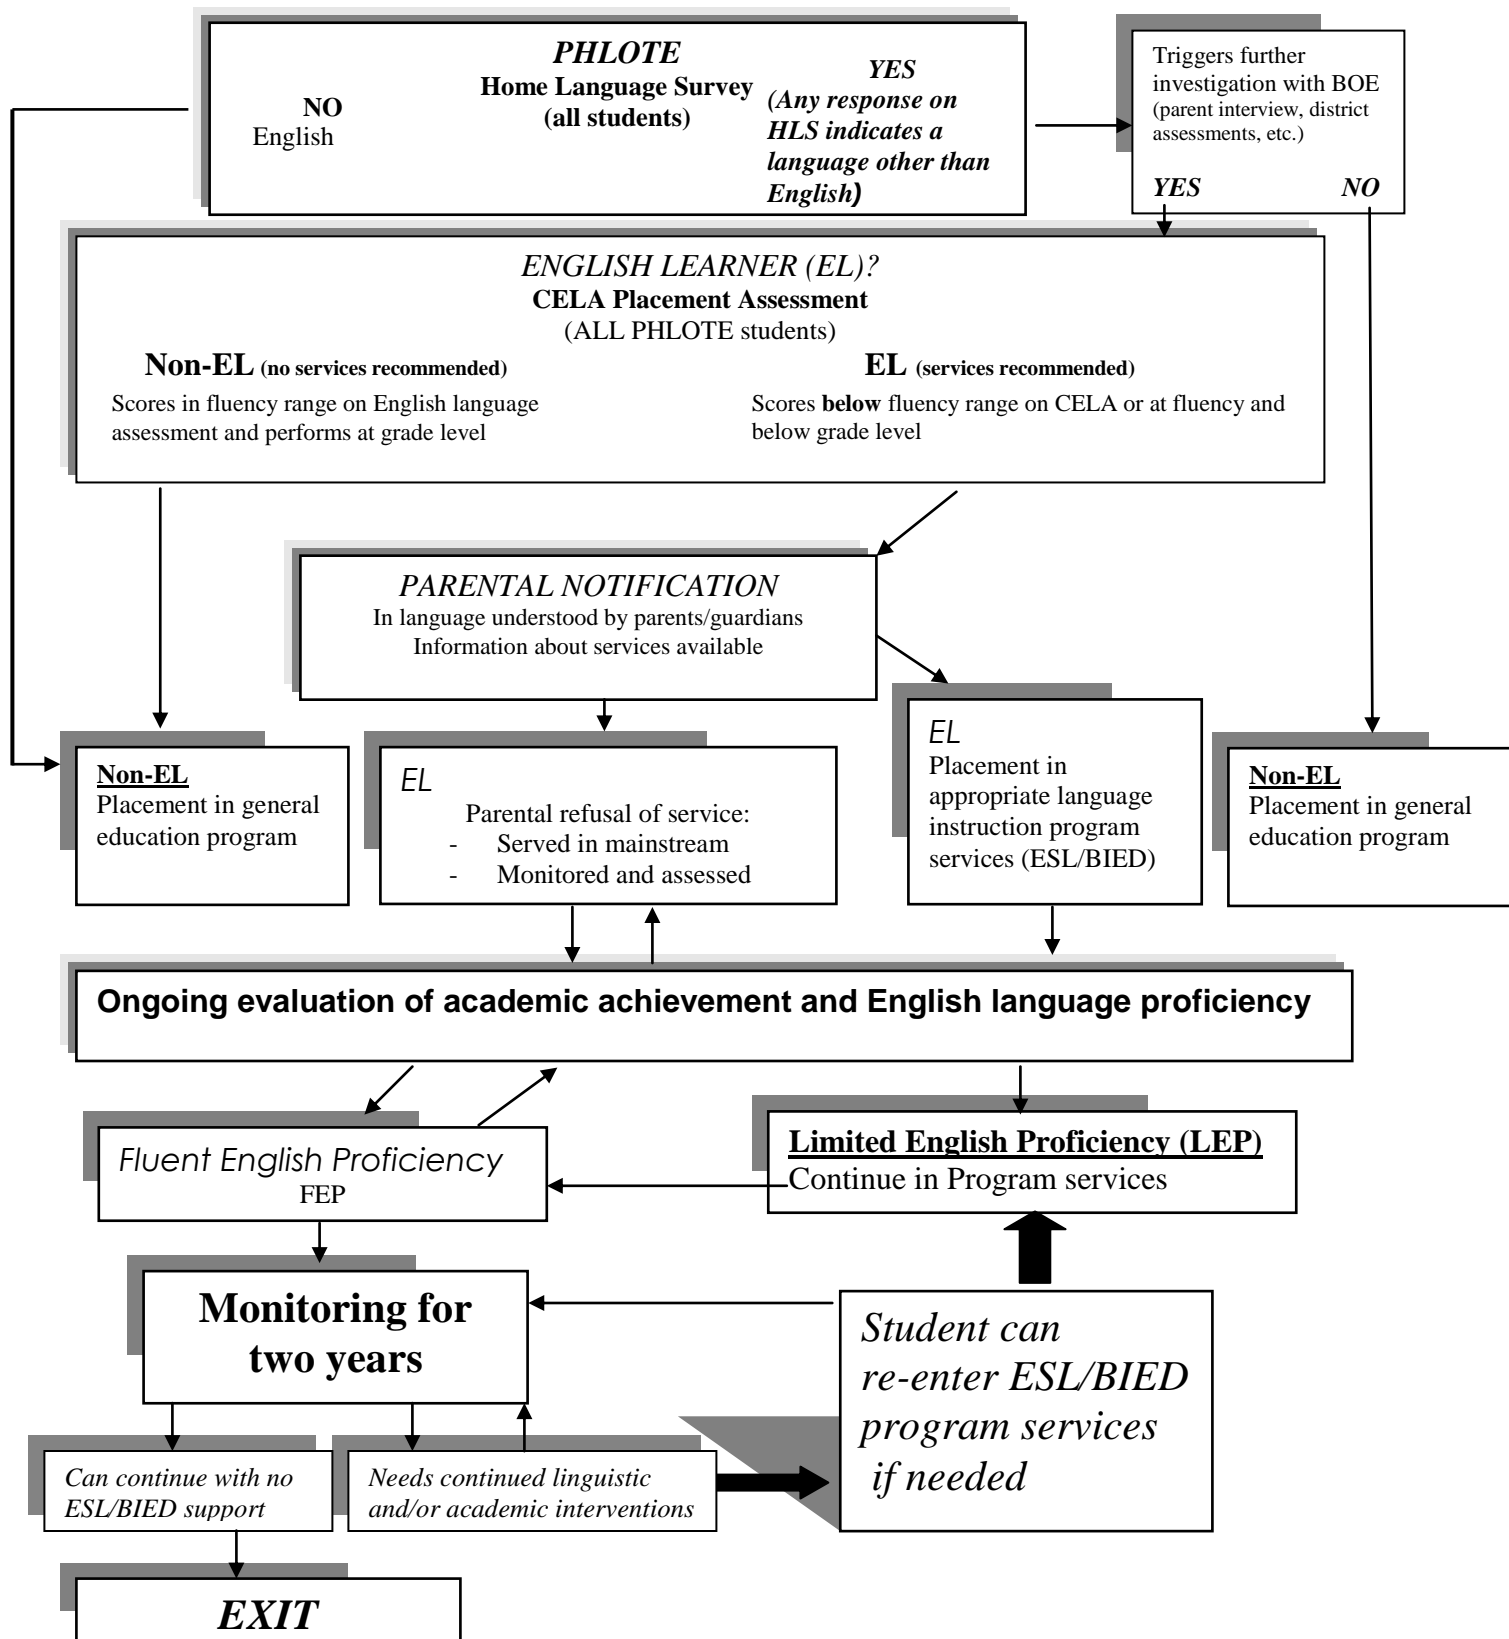 PHLOTE
Home Language Survey
(all students)
NO
English
YES
(Any response on
HLS indicates a
language other than
English)
Triggers further
investigation with BOE
(parent interview, district
assessments, etc.)
YES NO
ENGLISH LEARNER (EL)?
CELA Placement Assessment
(ALL PHLOTE students)
Non-EL (no services recommended)
Scores in fluency range on English language
assessment and performs at grade level
EL (services recommended)
Scores below fluency range on CELA or at fluency and
below grade level
PARENTAL NOTIFICATION
In language understood by parents/guardians
Information about services available
Non-EL
Placement in general
education program
EL
Parental refusal of service:
- Served in mainstream
- Monitored and assessed
EL
Placement in
appropriate language
instruction program
services (ESL/BIED)
Non-EL
Placement in general
education program
Ongoing evaluation of academic achievement and English language proficiency
Fluent English Proficiency
FEP
Limited English Proficiency (LEP)
Continue in Program services
Monitoring for
two years
Student can
re-enter ESL/BIED
program services
if needed
Can continue with no
ESL/BIED support
Needs continued linguistic
and/or academic interventions
EXIT